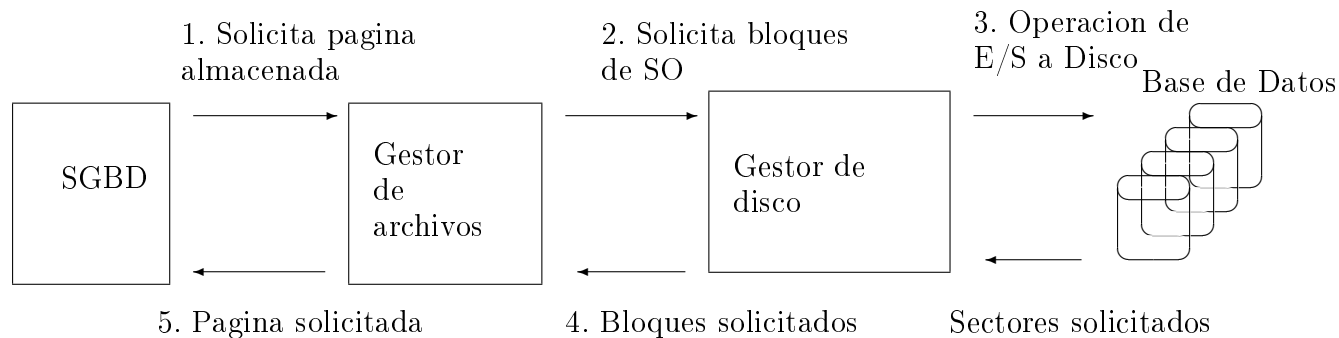 1. Solicita pagina
almacenada
2. Solicita bloques
de SO
3. Operacion de
E/S a Disco
Base de Datos
SGBD
Gestor
de
archivos
Gestor de
disco
5. Pagina solicitada
4. Bloques solicitados
Sectores solicitados